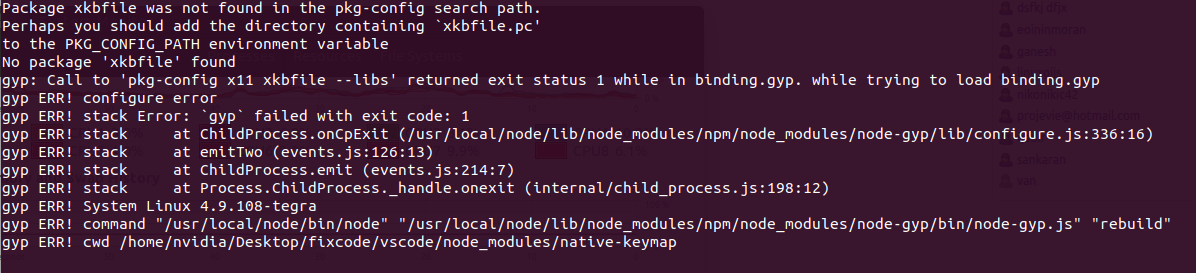 Package xkbfile was not found in the pkg-config search path.
Perhaps you should add the directory containing `xkbfile.pc'
to the PKG_CONFIG_PATH environment variable
No package 'xkbfile' found
gyp: Call to 'pkg-config x11 xkbfile --libs' returned exit status 1 while in binding.gyp. while trying to load binding.gyp
gyp ERR! configure error
gyp ERR! stack Error: `gyp` failed with exit code: 1
gyp ERR! stack     at ChildProcess.onCpExit (/usr/local/node/lib/node_modules/npm/node_modules/node-gyp/lib/configure.js:336:16)
gyp ERR! stack     at emitTwo (events.js:126:13)
gyp ERR! stack     at ChildProcess.emit (events.js:214:7)
gyp ERR! stack     at Process.ChildProcess._handle.onexit (internal/child_process.js:198:12)
gyp ERR! System Linux 4.9.108-tegra
gyp ERR! command "/usr/local/node/bin/node" "/usr/local/node/lib/node_modules/npm/node_modules/node-gyp/bin/node-gyp.js" "rebuild"
gyp ERR! cwd /home/nvidia/Desktop/fixcode/vscode/node_modules/native-keymap
ganesh
sankaran
van